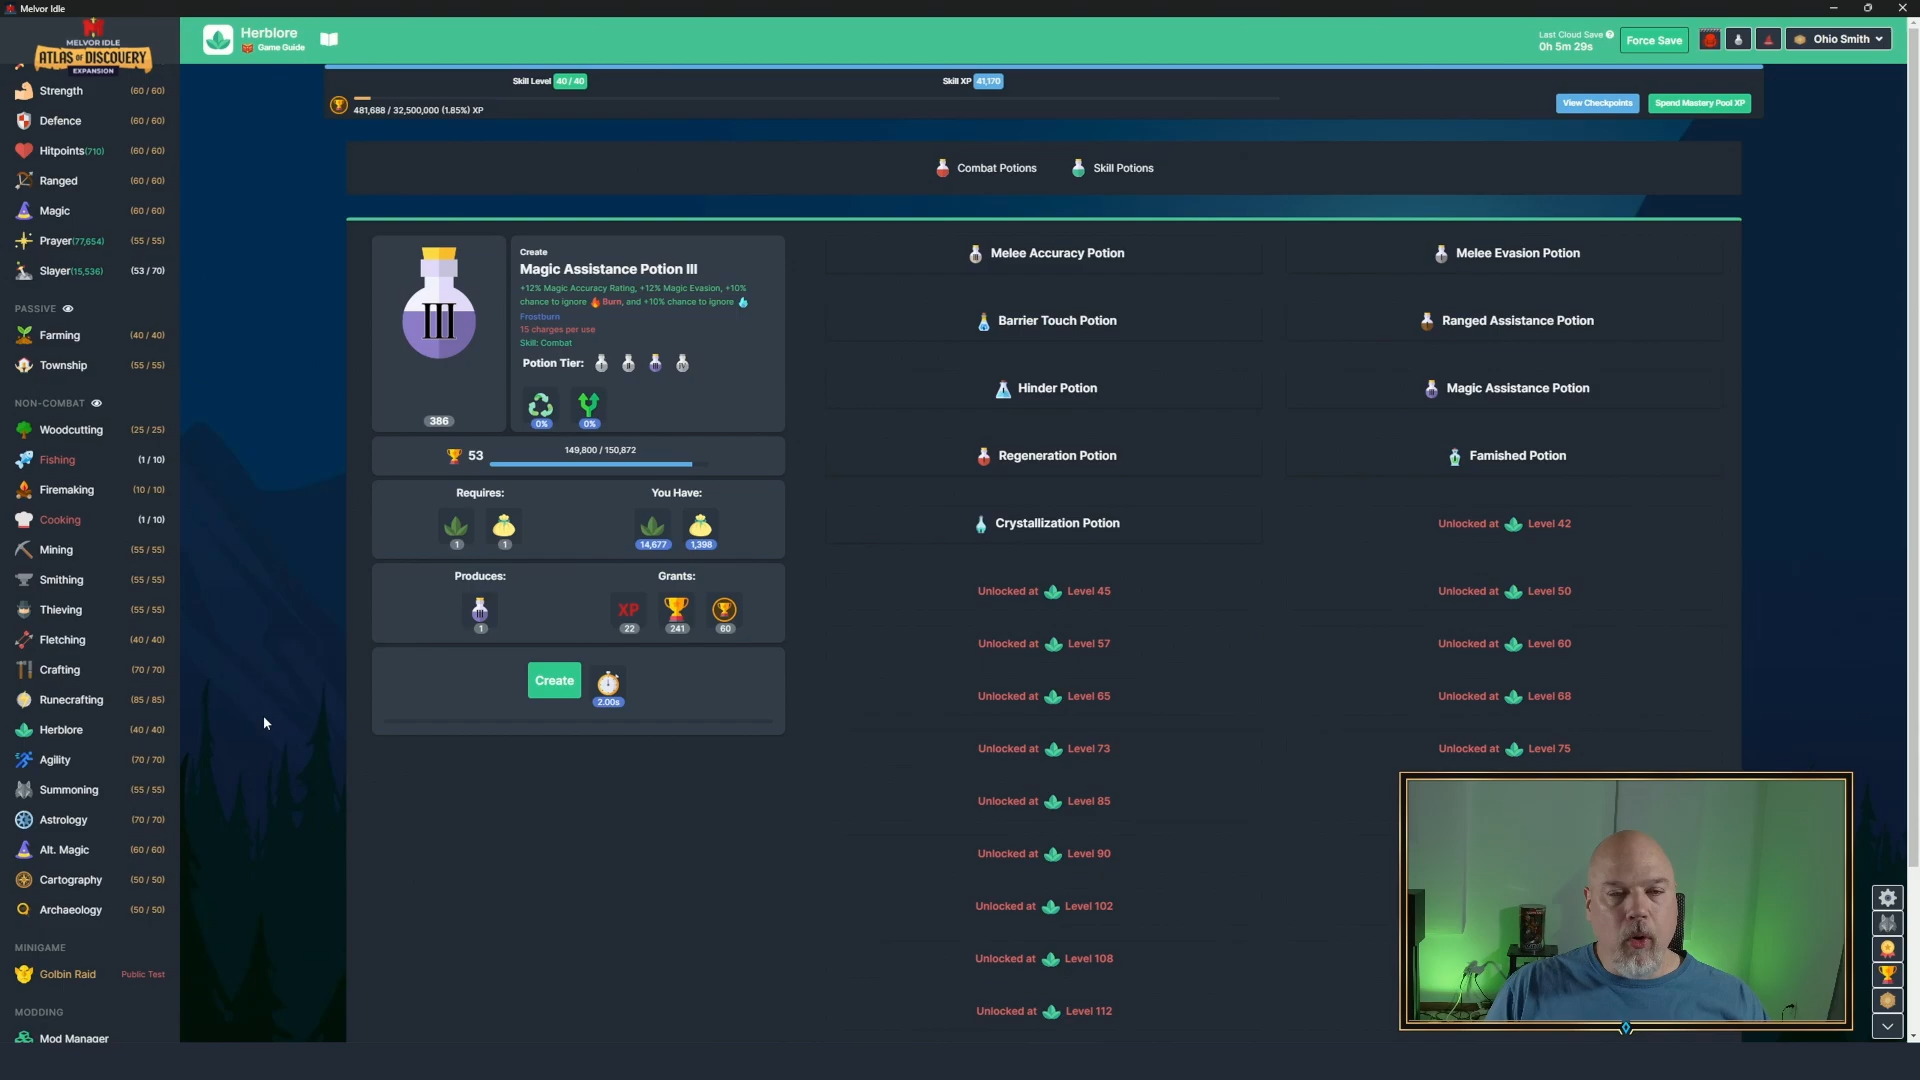 Melvor Idle
MELVOR IDLE
ATLAS OF DISCOVERY
EXPANSION
Strength (60 / 60)
Defence (60 / 60)
Hitpoints(710) (60 / 60)
Ranged (60 / 60)
Magic (60 / 60)
Prayer(77,654) (55 / 55)
Slayer(15,536) (53 / 70)
PASSIVE
Farming (40 / 40)
Township (55 / 55)
NON-COMBAT
Woodcutting (25 / 25)
Fishing (1 / 10)
Firemaking (10 / 10)
Cooking (1 / 10)
Mining (55 / 55)
Smithing (55 / 55)
Thieving (55 / 55)
Fletching (40 / 40)
Crafting (70 / 70)
Runecrafting (85 / 85)
Herblore (40 / 40)
Agility (70 / 70)
Summoning (55 / 55)
Astrology (70 / 70)
Alt. Magic (60 / 60)
Cartography (50 / 50)
Archaeology (50 / 50)
MINIGAME
Golbin Raid Public Test
MODDING
Mod Manager
Herblore
Game Guide
Last Cloud Save
0h 5m 29s
Force Save
Ohio Smith
Skill Level 40 / 40
Skill XP 41,170
481,688 / 32,500,000 (1.85%) XP
View Checkpoints
Spend Mastery Pool XP
Combat Potions
Skill Potions
III
386
Create
Magic Assistance Potion III
+12% Magic Accuracy Rating, +12% Magic Evasion, +10%
chance to ignore Burn, and +10% chance to ignore
Frostburn
15 charges per use
Skill: Combat
Potion Tier: I II III IV
0% 0%
53
149,800 / 150,872
Requires: You Have:
1 1 14,677 1,398
Produces: Grants:
XP
1 22 241 60
Create
2.00s
Melee Accuracy Potion
Melee Evasion Potion
Barrier Touch Potion
Ranged Assistance Potion
Hinder Potion
Magic Assistance Potion
Regeneration Potion
Famished Potion
Crystallization Potion
Unlocked at Level 42
Unlocked at Level 45
Unlocked at Level 50
Unlocked at Level 57
Unlocked at Level 60
Unlocked at Level 65
Unlocked at Level 68
Unlocked at Level 73
Unlocked at Level 75
Unlocked at Level 85
Unlocked at Level 90
Unlocked at Level 102
Unlocked at Level 108
Unlocked at Level 112